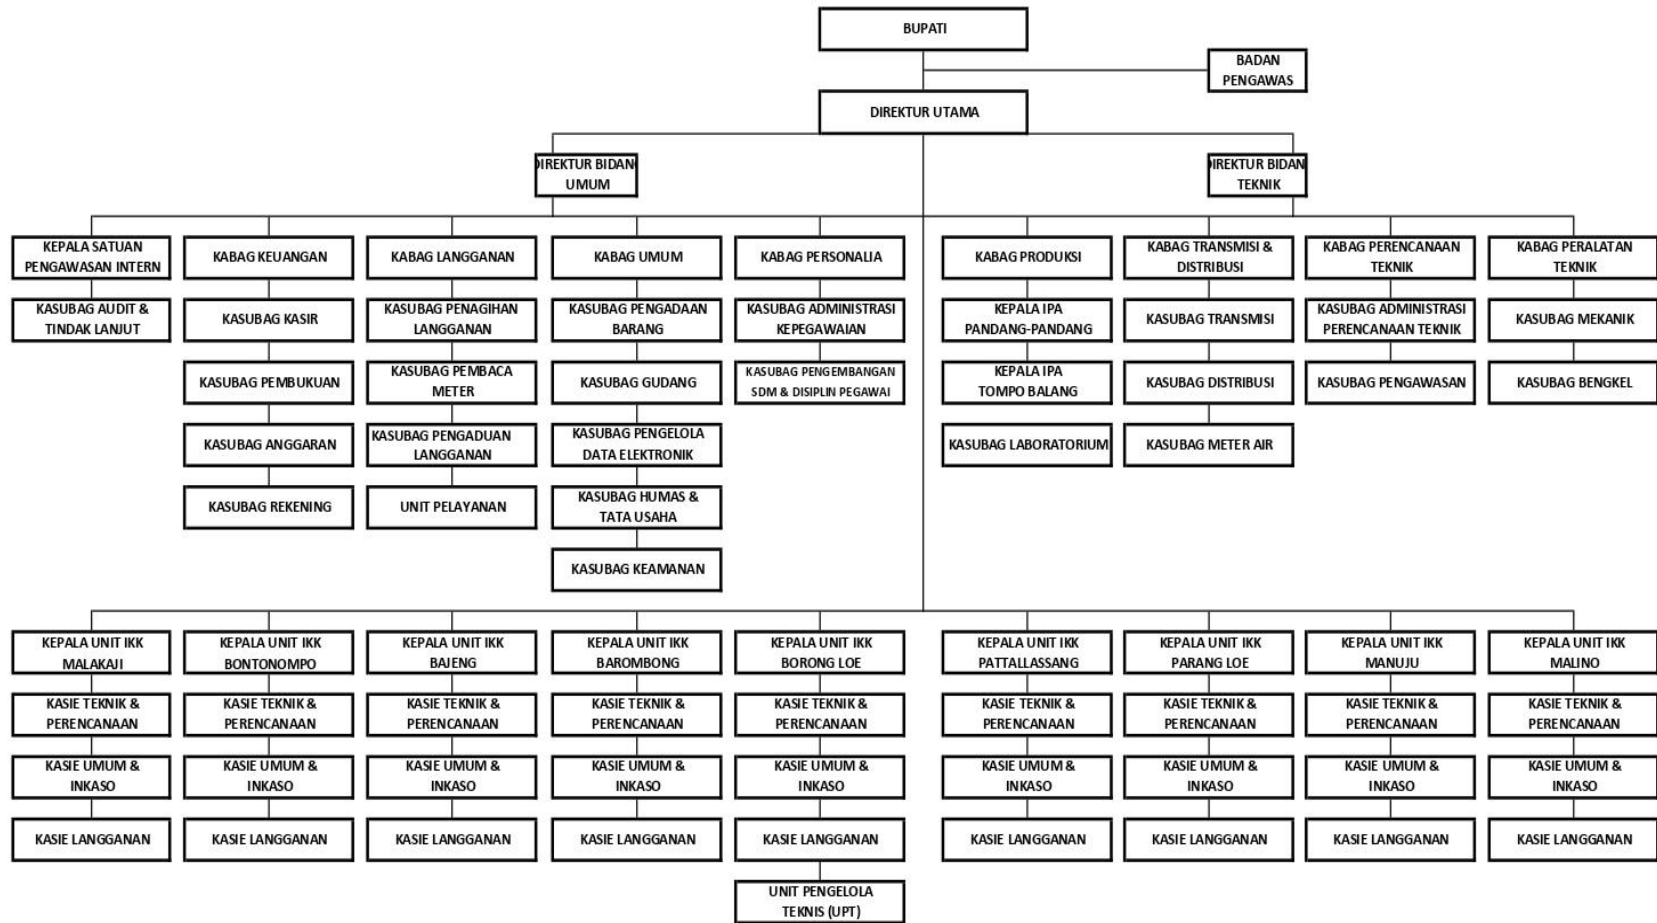 BUPATI
BADAN
PENGAWAS
DIREKTUR UTAMA
DIREKTUR BIDANG
UMUM
DIREKTUR BIDANG
TEKNIK
KEPALA SATUAN
PENGAWASAN INTERN
KABAG KEUANGAN
KABAG LANGGANAN
KABAG UMUM
KABAG PERSONALIA
KABAG PRODUKSI
KABAG TRANSMISI &
DISTRIBUSI
KABAG PERENCANAAN
TEKNIK
KABAG PERALATAN
TEKNIK
KASUBAG AUDIT &
TINDAK LANJUT
KASUBAG KASIR
KASUBAG PENAGIHAN
LANGGANAN
KASUBAG PENGADAAN
BARANG
KASUBAG ADMINISTRASI
KEPEGAWAIAN
KEPALA IPA
PANDANG-PANDANG
KASUBAG TRANSMISI
KASUBAG ADMINISTRASI
PERENCANAAN TEKNIK
KASUBAG MEKANIK
KASUBAG PEMBUKUAN
KASUBAG PEMBACA
METER
KASUBAG GUDANG
KASUBAG PENGEMBANGAN
SDM & DISIPLIN PEGAWAI
KEPALA IPA
TOMPO BALANG
KASUBAG DISTRIBUSI
KASUBAG PENGAWASAN
KASUBAG BENGKEL
KASUBAG ANGGARAN
KASUBAG PENGADUAN
LANGGANAN
KASUBAG PENGELOLA
DATA ELEKTRONIK
KASUBAG LABORATORIUM
KASUBAG METER AIR
KASUBAG REKENING
UNIT PELAYANAN
KASUBAG HUMAS &
TATA USAHA
KASUBAG KEAMANAN
KEPALA UNIT IKK
MALAKAJI
KEPALA UNIT IKK
BONTONOMPO
KEPALA UNIT IKK
BAJENG
KEPALA UNIT IKK
BAROMBONG
KEPALA UNIT IKK
BORONG LOE
KEPALA UNIT IKK
PATTALLASSANG
KEPALA UNIT IKK
PARANG LOE
KEPALA UNIT IKK
MANUJU
KEPALA UNIT IKK
MALINO
KASIE TEKNIK &
PERENCANAAN
KASIE TEKNIK &
PERENCANAAN
KASIE TEKNIK &
PERENCANAAN
KASIE TEKNIK &
PERENCANAAN
KASIE TEKNIK &
PERENCANAAN
KASIE TEKNIK &
PERENCANAAN
KASIE TEKNIK &
PERENCANAAN
KASIE TEKNIK &
PERENCANAAN
KASIE TEKNIK &
PERENCANAAN
KASIE UMUM &
INKASO
KASIE UMUM &
INKASO
KASIE UMUM &
INKASO
KASIE UMUM &
INKASO
KASIE UMUM &
INKASO
KASIE UMUM &
INKASO
KASIE UMUM &
INKASO
KASIE UMUM &
INKASO
KASIE UMUM &
INKASO
KASIE LANGGANAN
KASIE LANGGANAN
KASIE LANGGANAN
KASIE LANGGANAN
KASIE LANGGANAN
KASIE LANGGANAN
KASIE LANGGANAN
KASIE LANGGANAN
KASIE LANGGANAN
UNIT PENGELOLA
TEKNIS (UPT)